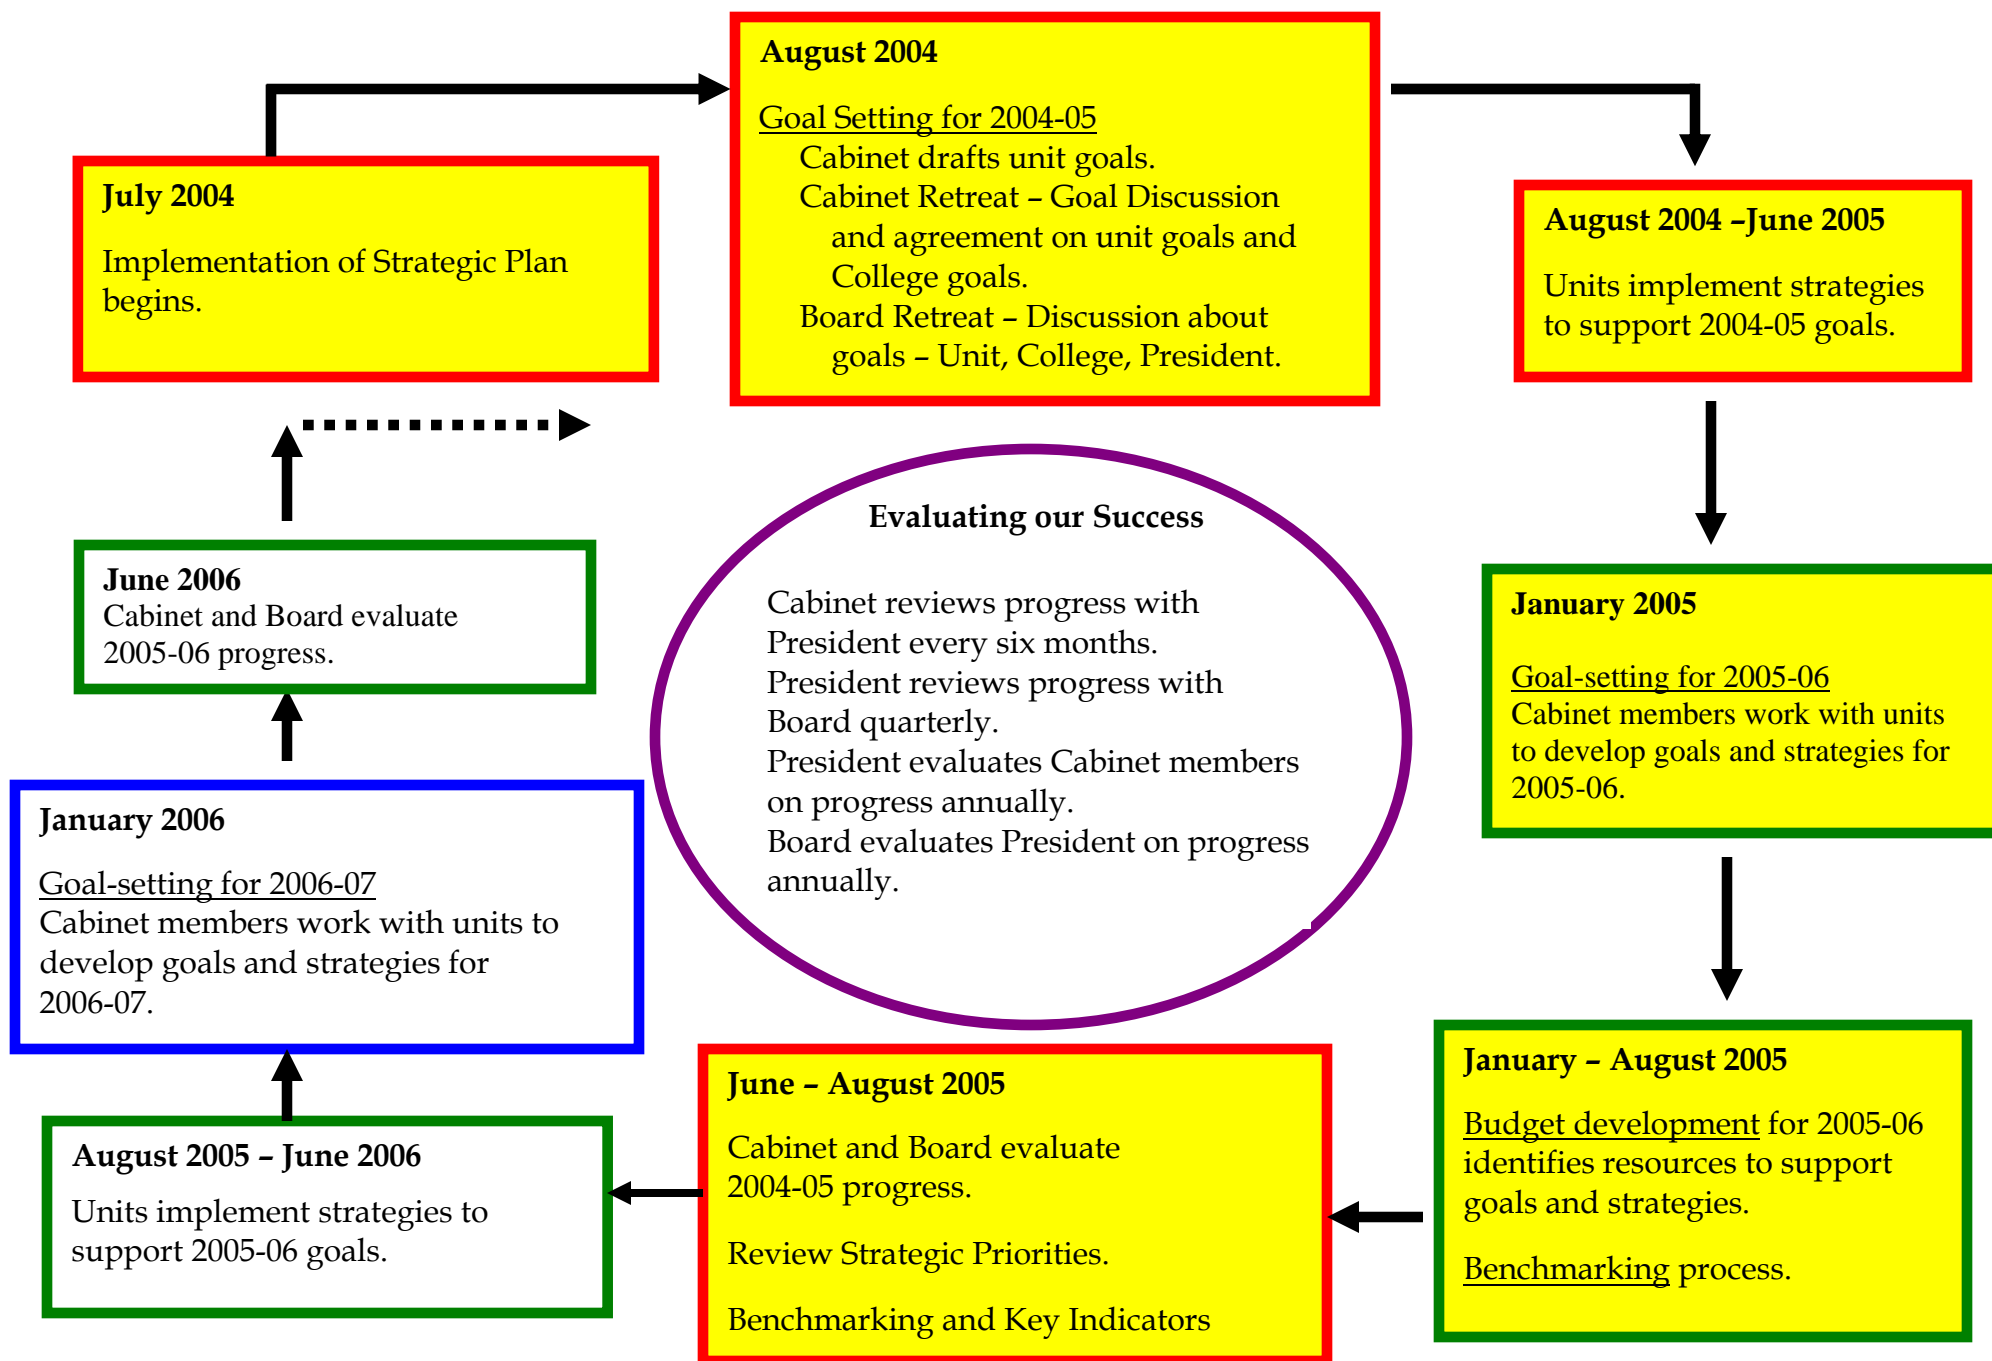 July 2004
Implementation of Strategic Plan
begins.
August 2004
Goal Setting for 2004-05
Cabinet drafts unit goals.
Cabinet Retreat – Goal Discussion
and agreement on unit goals and
College goals.
Board Retreat – Discussion about
goals – Unit, College, President.
August 2004 –June 2005
Units implement strategies
to support 2004-05 goals.
January 2005
Goal-setting for 2005-06
Cabinet members work with units
to develop goals and strategies for
2005-06.
January – August 2005
Budget development for 2005-06
identifies resources to support
goals and strategies.
Benchmarking process.
June – August 2005
Cabinet and Board evaluate
2004-05 progress.
Review Strategic Priorities.
Benchmarking and Key Indicators
August 2005 – June 2006
Units implement strategies to
support 2005-06 goals.
January 2006
Goal-setting for 2006-07
Cabinet members work with units to
develop goals and strategies for
2006-07.
June 2006
Cabinet and Board evaluate
2005-06 progress.
Evaluating our Success
Cabinet reviews progress with
President every six months.
President reviews progress with
Board quarterly.
President evaluates Cabinet members
on progress annually.
Board evaluates President on progress
annually.